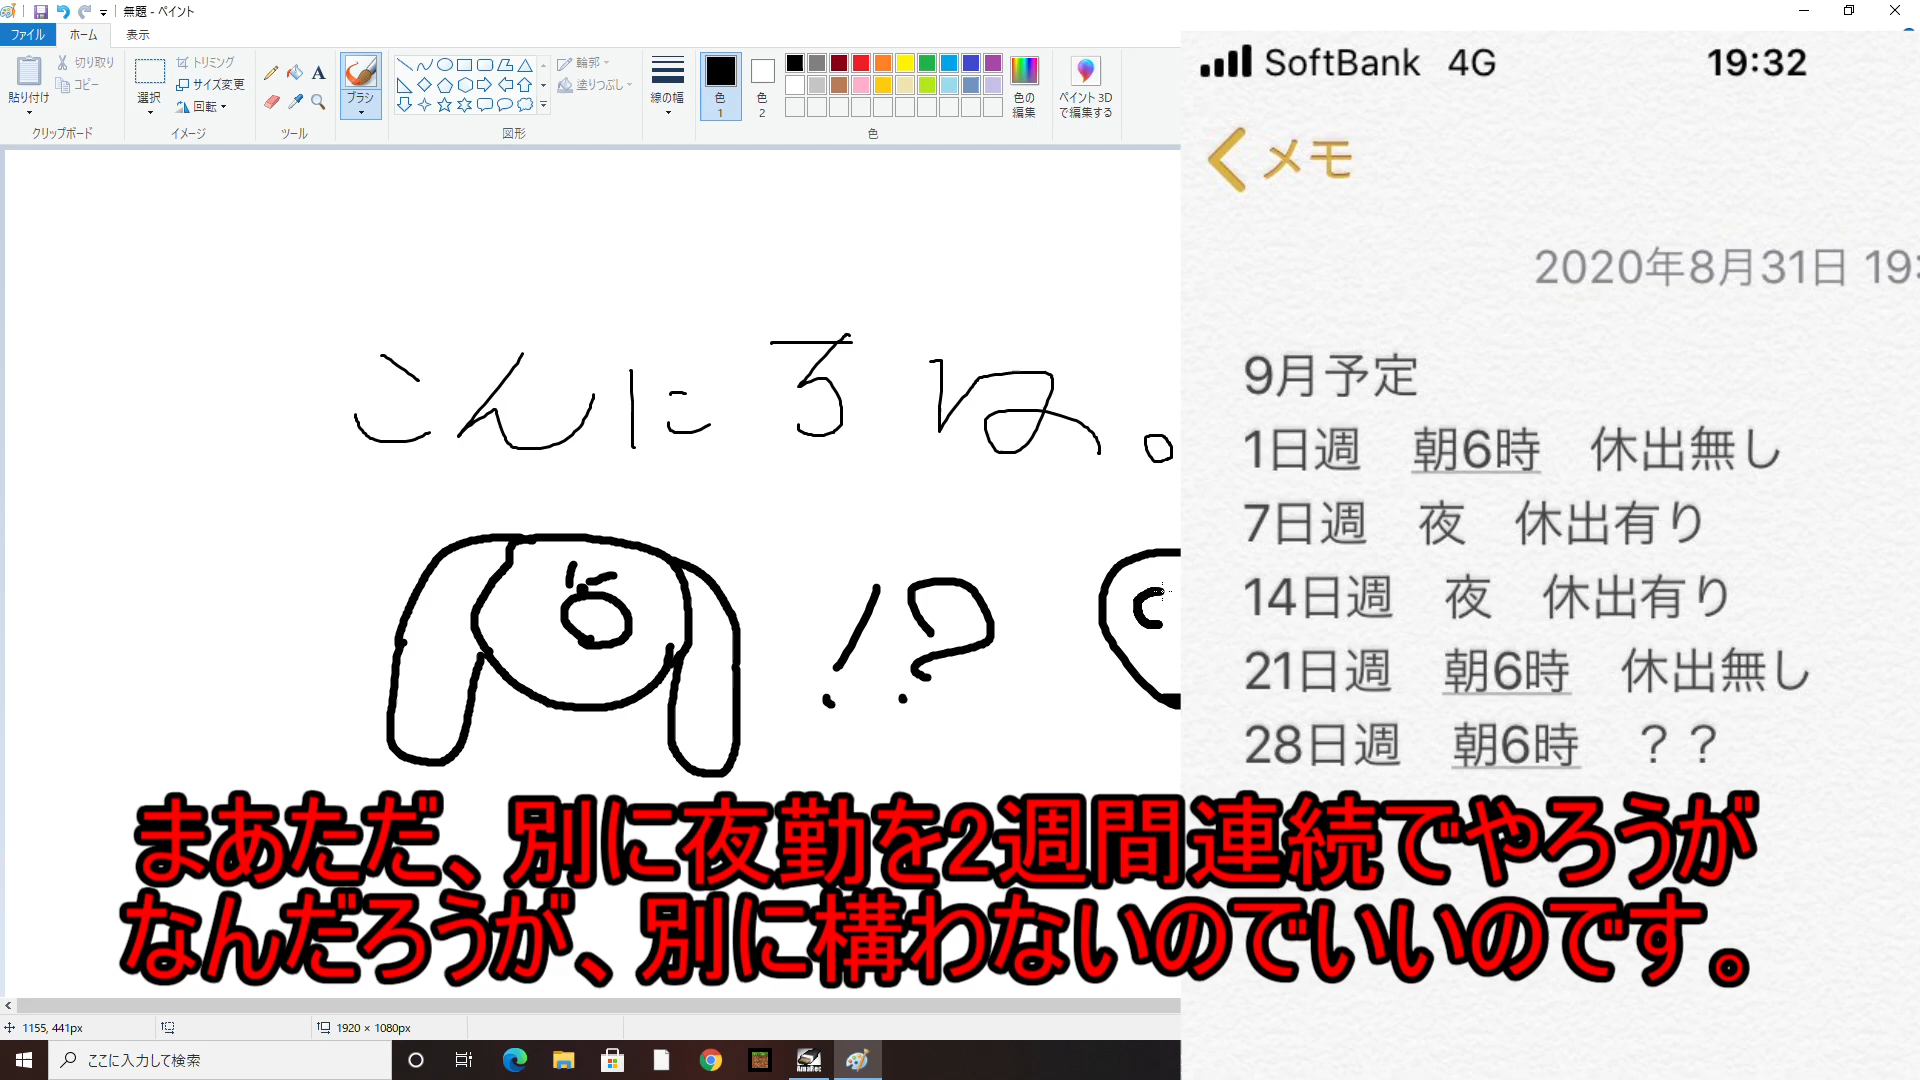 無題 - ペイント
ファイル
ホーム
表示
貼り付け
切り取り
コピー
クリップボード
選択
トリミング
サイズ変更
回転
イメージ
A
ツール
ブラシ
輪郭
塗りつぶし
図形
線の幅
色
1
色
2
色の
編集
ペイント 3D
で編集する
色
SoftBank 4G
19:32
メモ
2020年8月31日 19:
9月予定
1日週 朝6時 休出無し
7日週 夜 休出有り
14日週 夜 休出有り
21日週 朝6時 休出無し
28日週 朝6時 ？？
こんにろね。
!?
まあただ、別に夜勤を2週間連続でやろうが
なんだろうが、別に構わないのでいいのです。
1155, 441px
1920 × 1080px
ここに入力して検索
AmaRec